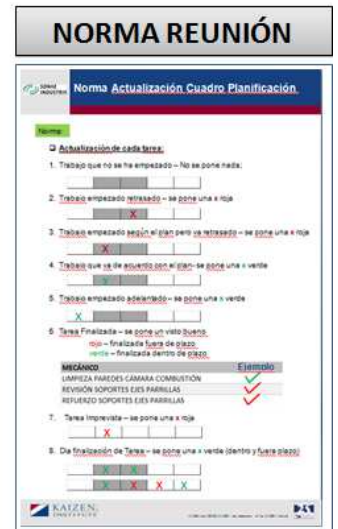 NORMA REUNIÓN
SONAE
INDUSTRIA
Norma Actualización Cuadro Planificación
Norma:
Actualización de cada tarea:
1. Trabajo que no se ha empezado – No se pone nada:
2. Trabajo empezado retrasado – se pone una x roja
X
3. Trabajo empezado según el plan pero va retrasado – se pone una x roja
X
4. Trabajo que va de acuerdo con el plan- se pone una x verde
X
5. Trabajo empezado adelantado – se pone una x verde
X
6 Tarea Finalizada – se pone un visto bueno
rojo – finalizada fuera de plazo
verde – finalizada dentro de plazo
MECÁNICO Ejemplo
LIMPIEZA PAREDES CÁMARA COMBUSTIÓN
REVISIÓN SOPORTES EJES PARRILLAS
REFUERZO SOPORTES EJES PARRILLAS
7. Tarea Imprevista – se pone una x roja
X
8. Dia finalización de Tarea – se pone una x verde (dentro y fuera plazo)
X X
X X X X
KAIZEN
INSTITUTE